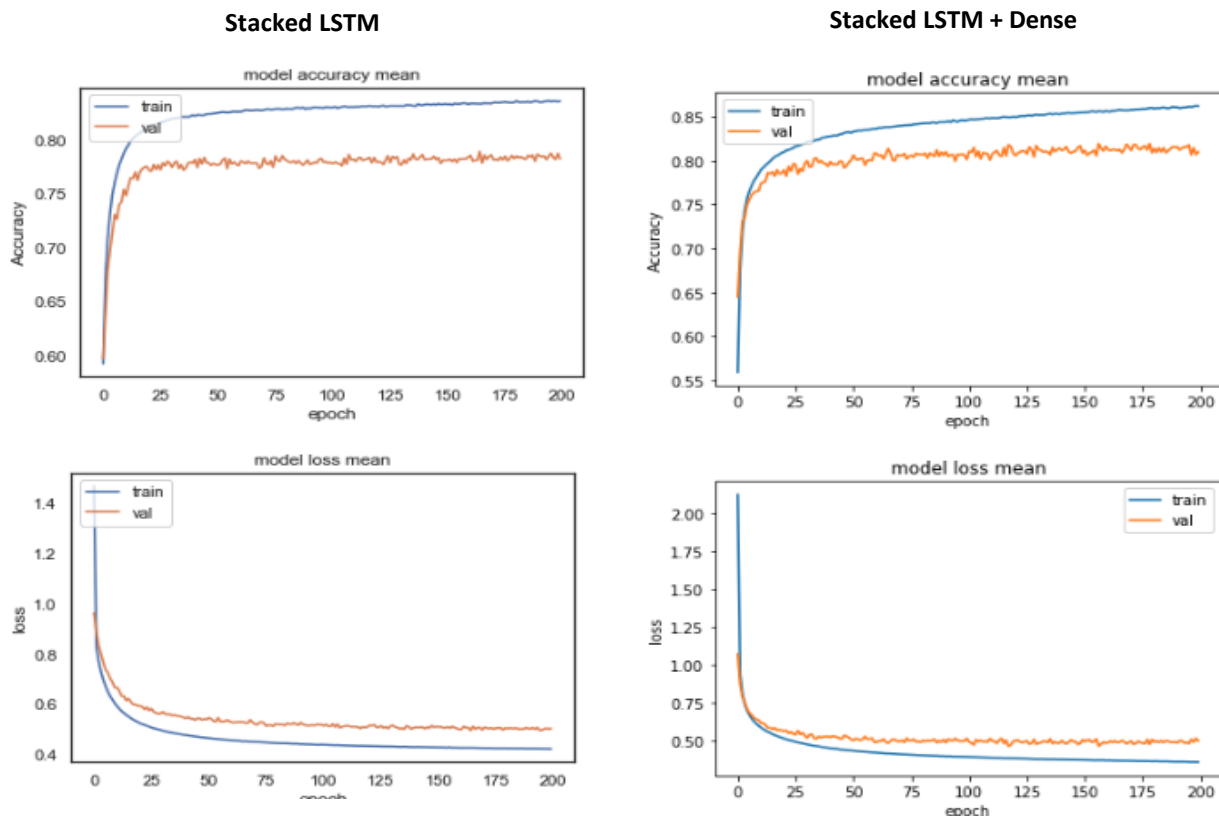 Stacked LSTM
Stacked LSTM + Dense
model accuracy mean
train
val
0.80
0.75
0.70
0.65
0.60
Accuracy
0 25 50 75 100 125 150 175 200
epoch
model accuracy mean
train
val
0.85
0.80
0.75
0.70
0.65
0.60
0.55
Accuracy
0 25 50 75 100 125 150 175 200
epoch
model loss mean
train
val
1.4
1.2
1.0
0.8
0.6
0.4
loss
0 25 50 75 100 125 150 175 200
epoch
model loss mean
train
val
2.00
1.75
1.50
1.25
1.00
0.75
0.50
loss
0 25 50 75 100 125 150 175 200
epoch